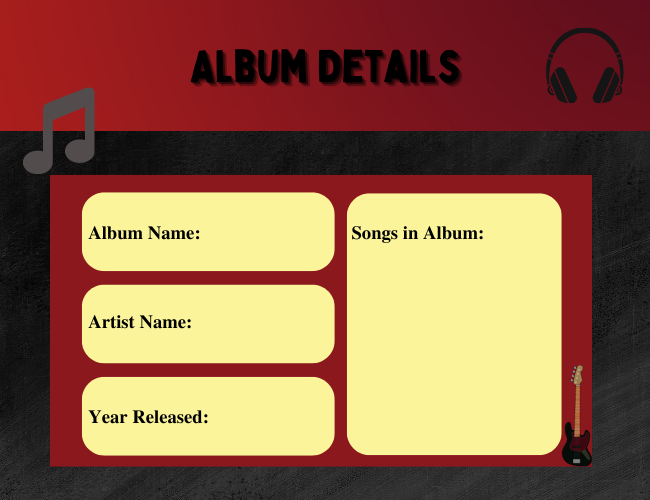 ALBUM DETAILS
Album Name:
Artist Name:
Year Released:
Songs in Album: